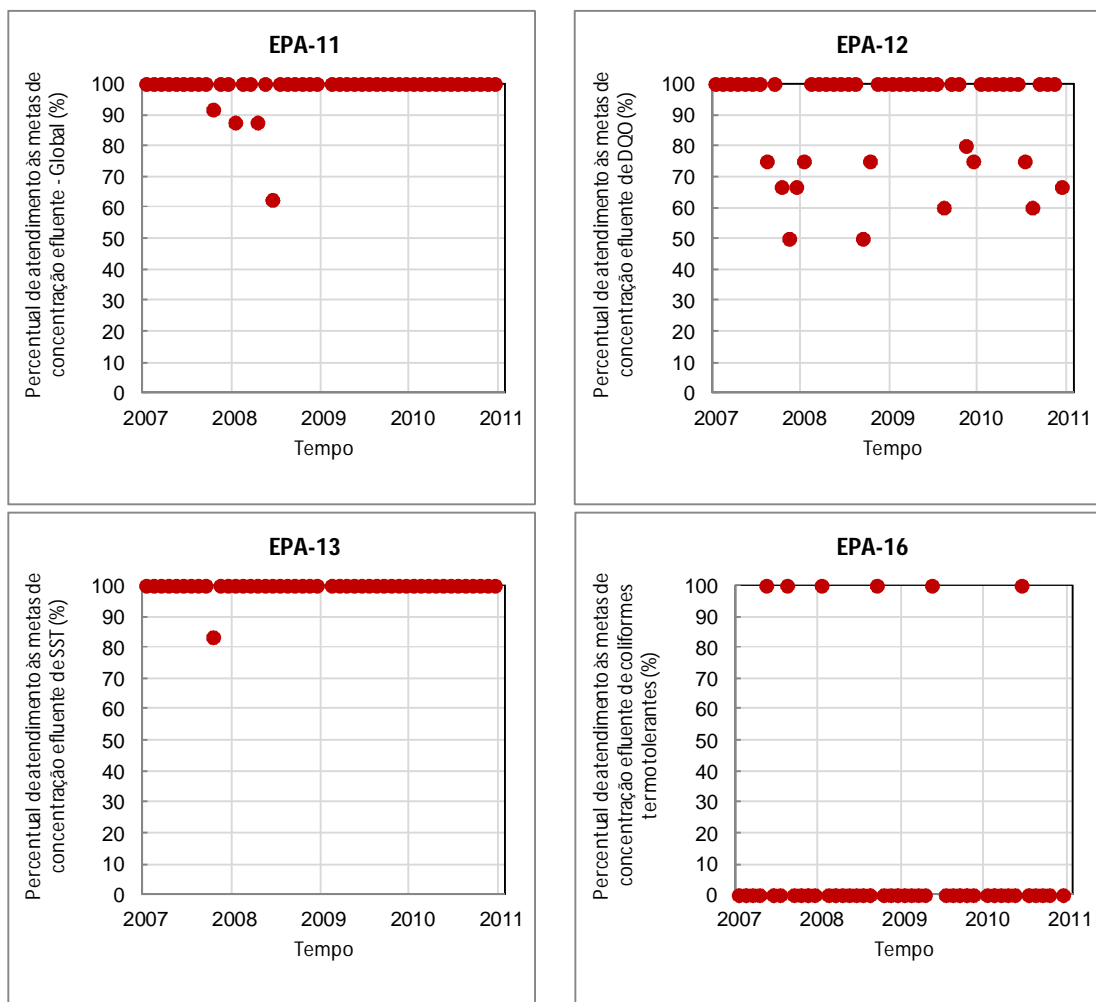 EPA-11
Percentual de atendimento às metas de
concentração efluente - Global (%)
100
90
80
70
60
50
40
30
20
10
0
2007 2008 2009 2010 2011
Tempo
EPA-12
Percentual de atendimento às metas de
concentração efluente de DQO (%)
100
90
80
70
60
50
40
30
20
10
0
2007 2008 2009 2010 2011
Tempo
EPA-13
Percentual de atendimento às metas de
concentração efluente de SST (%)
100
90
80
70
60
50
40
30
20
10
0
2007 2008 2009 2010 2011
Tempo
EPA-16
Percentual de atendimento às metas de
concentração efluente de coliformes
termotolerantes (%)
100
90
80
70
60
50
40
30
20
10
0
2007 2008 2009 2010 2011
Tempo